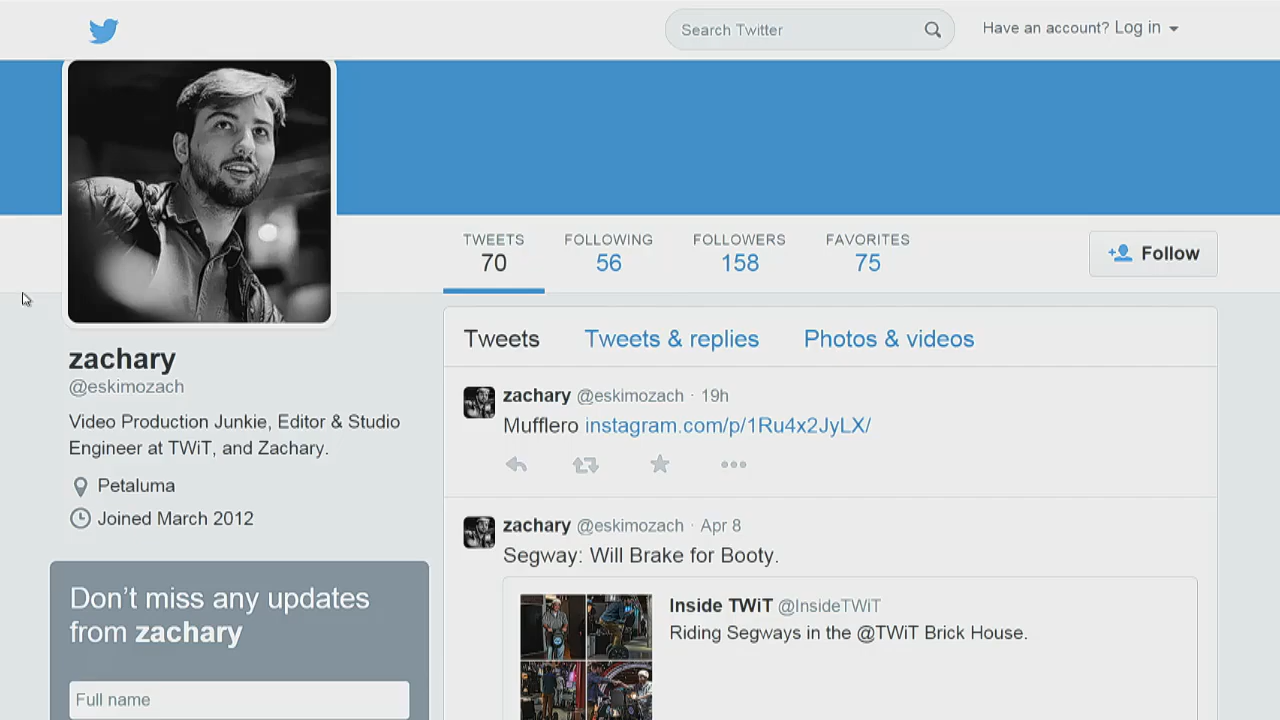 Search Twitter
Have an account? Log in
TWEETS
70
FOLLOWING
56
FOLLOWERS
158
FAVORITES
75
Follow
zachary
@eskimozach
Video Production Junkie, Editor & Studio
Engineer at TWiT, and Zachary.
Petaluma
Joined March 2012
Don't miss any updates
from zachary
Full name
Tweets Tweets & replies Photos & videos
zachary @eskimozach · 19h
Mufflero instagram.com/p/1Ru4x2JyLX/
zachary @eskimozach · Apr 8
Segway: Will Brake for Booty.
Inside TWiT @InsideTWiT
Riding Segways in the @TWiT Brick House.